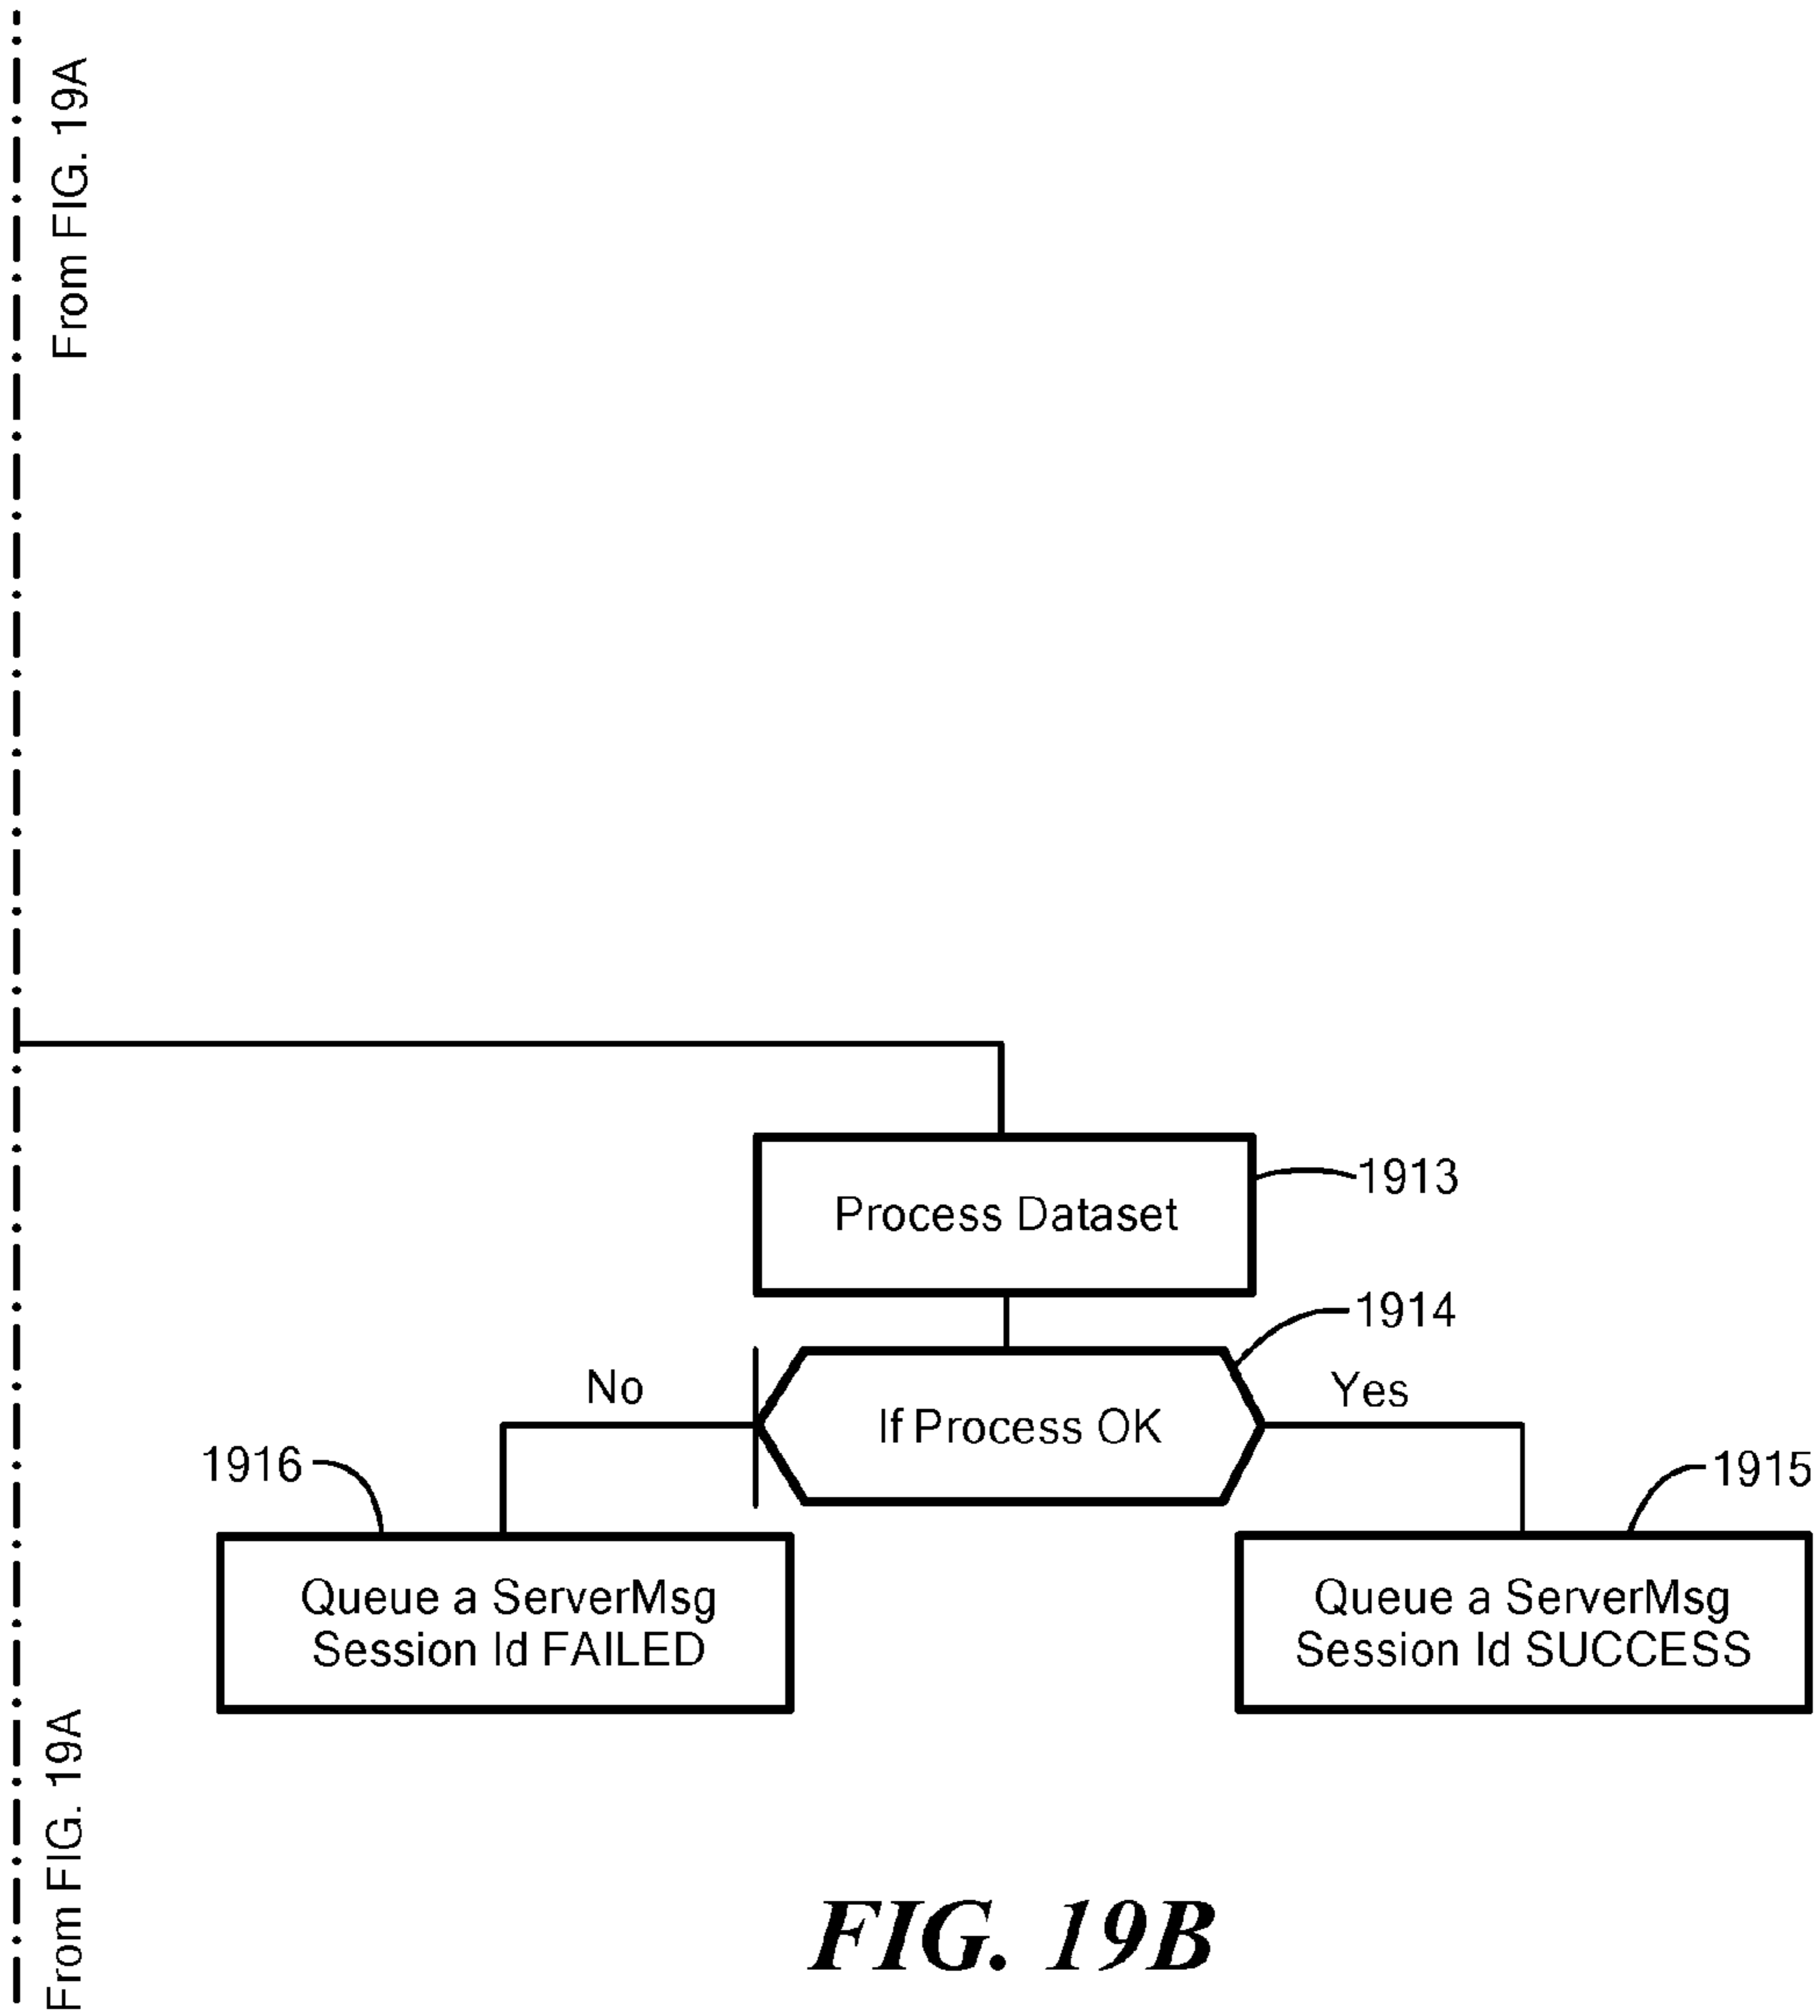 From FIG. 19A
Process Dataset
1913
1914
No
If Process OK
Yes
1916
1915
Queue a ServerMsg
Session Id FAILED
Queue a ServerMsg
Session Id SUCCESS
From FIG. 19A
FIG. 19B